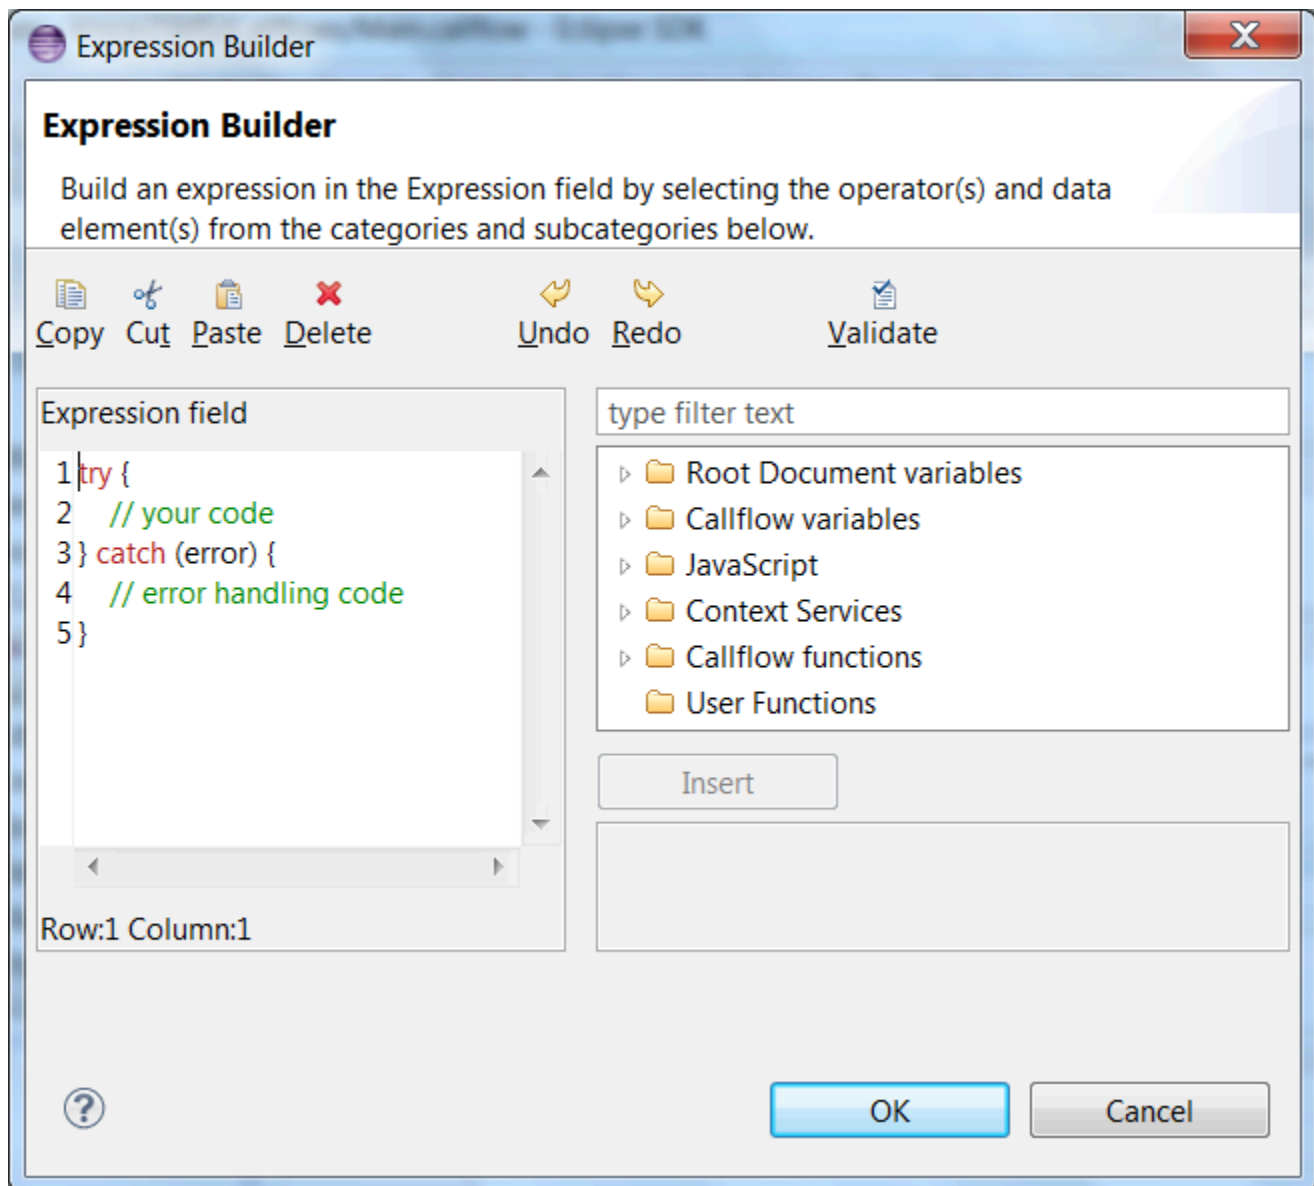 Expression Builder
Expression Builder
Build an expression in the Expression field by selecting the operator(s) and data
element(s) from the categories and subcategories below.
Copy Cut Paste Delete Undo Redo Validate
Expression field
1 try {
2 // your code
3 } catch (error) {
4 // error handling code
5 }
Row:1 Column:1
type filter text
Root Document variables
Callflow variables
JavaScript
Context Services
Callflow functions
User Functions
Insert
OK Cancel